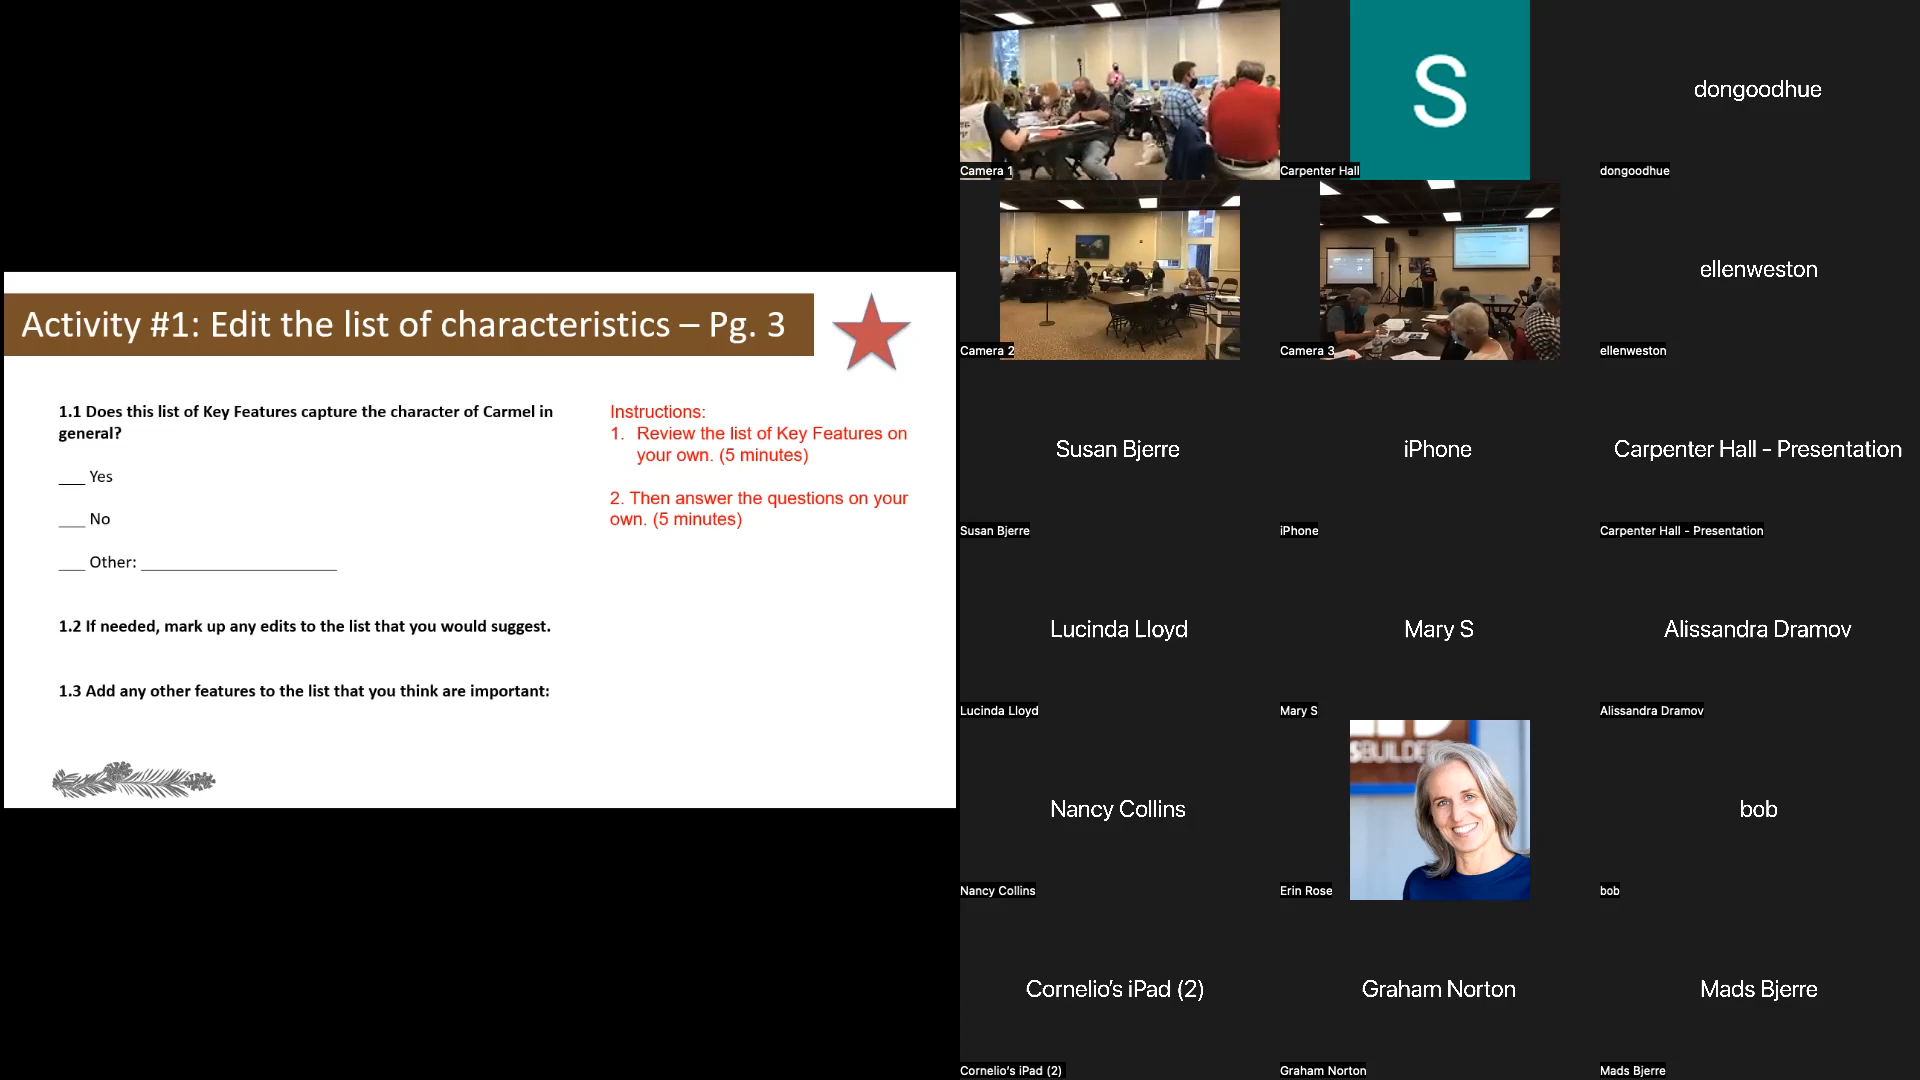 Activity #1: Edit the list of characteristics – Pg. 3
1.1 Does this list of Key Features capture the character of Carmel in
general?
___ Yes
___ No
___ Other: ______________________
1.2 If needed, mark up any edits to the list that you would suggest.
1.3 Add any other features to the list that you think are important:
Instructions:
1. Review the list of Key Features on
your own. (5 minutes)
2. Then answer the questions on your
own. (5 minutes)
Camera 1
S
Carpenter Hall
dongoodhue
dongoodhue
Camera 2
Camera 3
ellenweston
ellenweston
Susan Bjerre
Susan Bjerre
iPhone
iPhone
Carpenter Hall - Presentation
Carpenter Hall - Presentation
Lucinda Lloyd
Lucinda Lloyd
Mary S
Mary S
Alissandra Dramov
Alissandra Dramov
Nancy Collins
Nancy Collins
SBUILDE
Erin Rose
bob
bob
Cornelio's iPad (2)
Cornelio's iPad (2)
Graham Norton
Graham Norton
Mads Bjerre
Mads Bjerre